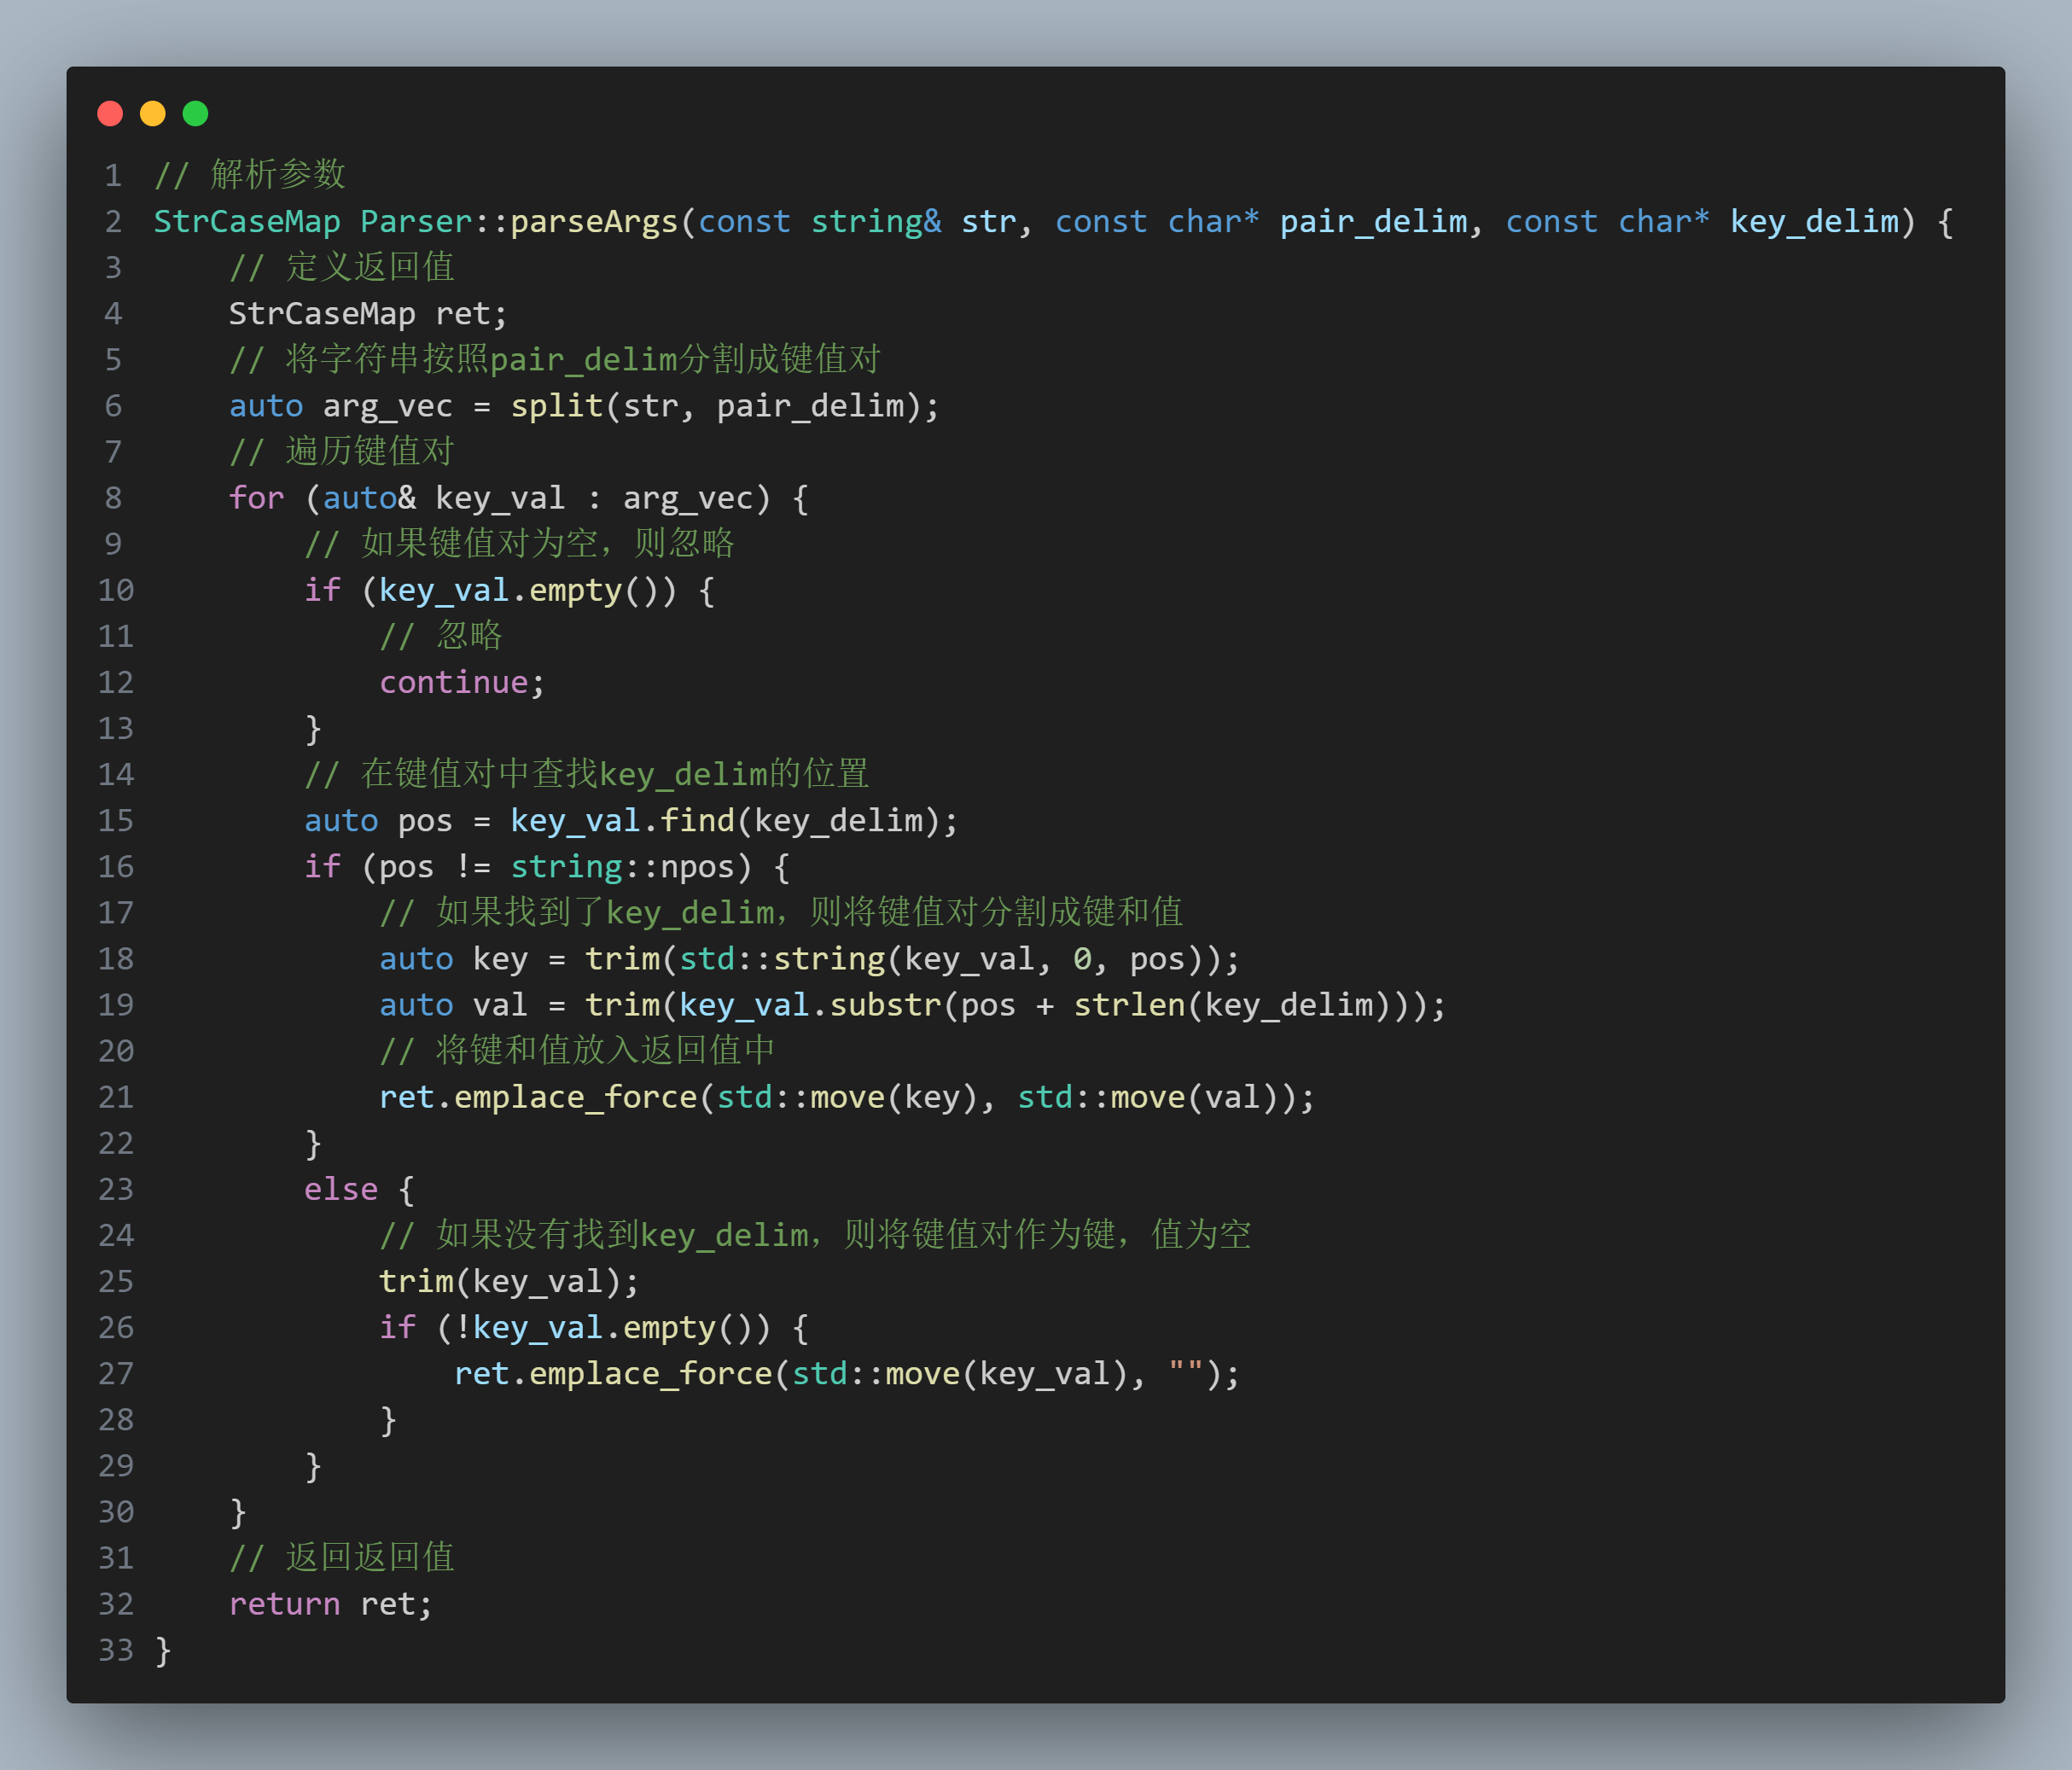 1 // 解析参数
2 StrCaseMap Parser::parseArgs(const string& str, const char* pair_delim, const char* key_delim) {
3     // 定义返回值
4     StrCaseMap ret;
5     // 将字符串按照pair_delim分割成键值对
6     auto arg_vec = split(str, pair_delim);
7     // 遍历键值对
8     for (auto& key_val : arg_vec) {
9         // 如果键值对为空，则忽略
10         if (key_val.empty()) {
11             // 忽略
12             continue;
13         }
14         // 在键值对中查找key_delim的位置
15         auto pos = key_val.find(key_delim);
16         if (pos != string::npos) {
17             // 如果找到了key_delim，则将键值对分割成键和值
18             auto key = trim(std::string(key_val, 0, pos));
19             auto val = trim(key_val.substr(pos + strlen(key_delim)));
20             // 将键和值放入返回值中
21             ret.emplace_force(std::move(key), std::move(val));
22         }
23         else {
24             // 如果没有找到key_delim，则将键值对作为键，值为空
25             trim(key_val);
26             if (!key_val.empty()) {
27                 ret.emplace_force(std::move(key_val), "");
28             }
29         }
30     }
31     // 返回返回值
32     return ret;
33 }